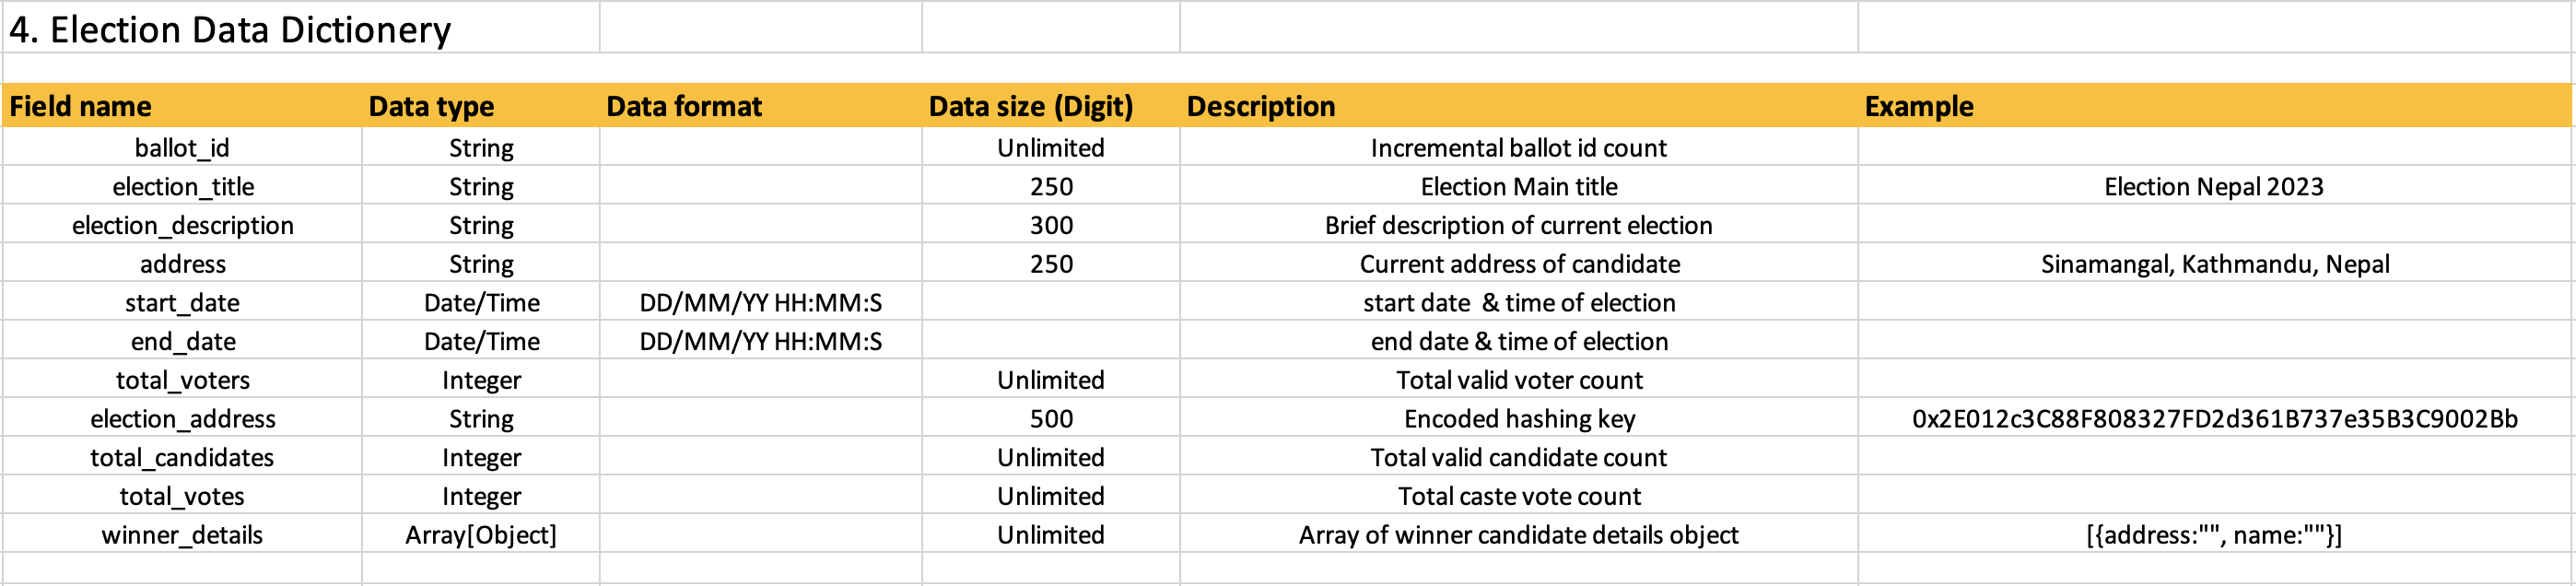 4. Election Data Dictionery
Field name Data type Data format Data size (Digit) Description Example
ballot_id String Unlimited Incremental ballot id count
election_title String 250 Election Main title Election Nepal 2023
election_description String 300 Brief description of current election
address String 250 Current address of candidate Sinamangal, Kathmandu, Nepal
start_date Date/Time DD/MM/YY HH:MM:S start date & time of election
end_date Date/Time DD/MM/YY HH:MM:S end date & time of election
total_voters Integer Unlimited Total valid voter count
election_address String 500 Encoded hashing key 0x2E012c3C88F808327FD2d361B737e35B3C9002Bb
total_candidates Integer Unlimited Total valid candidate count
total_votes Integer Unlimited Total caste vote count
winner_details Array[Object] Unlimited Array of winner candidate details object [{address:"", name:""}]